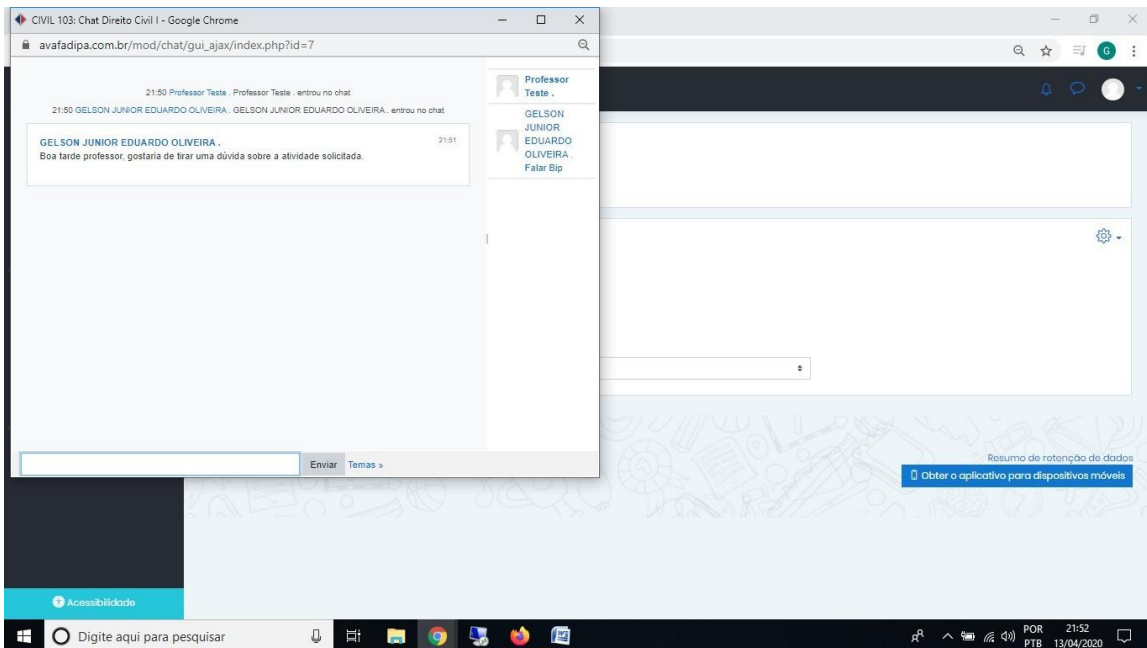 CIVIL 103: Chat Direito Civil I - Google Chrome
avafadipa.com.br/mod/chat/gui_ajax/index.php?id=7
21:50 Professor Teste . Professor Teste . entrou no chat
21:50 GELSON JUNIOR EDUARDO OLIVEIRA . GELSON JUNIOR EDUARDO OLIVEIRA . entrou no chat
GELSON JUNIOR EDUARDO OLIVEIRA .
21:51
Boa tarde professor, gostaria de tirar uma dúvida sobre a atividade solicitada.
Professor
Teste .
GELSON
JUNIOR
EDUARDO
OLIVEIRA .
Falar Bip
Enviar Temas »
G
Resumo de retenção de dados
Obter o aplicativo para dispositivos móveis
Acessibilidade
Digite aqui para pesquisar
POR
PTB
21:52
13/04/2020